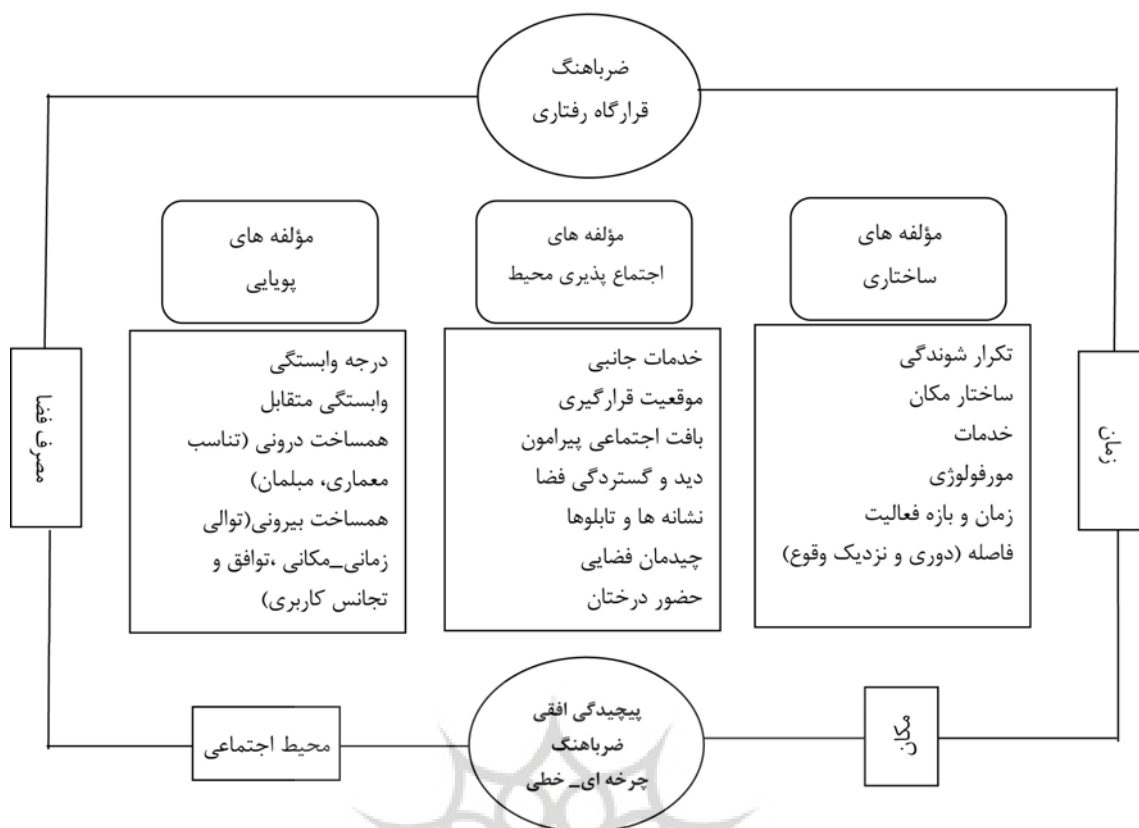 ضرباهنگ
قرارگاه رفتاری
مؤلفه های
ساختاری
مؤلفه های
اجتماع پذیری محیط
مؤلفه های
پویایی
زمان
تکرار شوندگی
ساختار مکان
خدمات
مورفولوژی
زمان و بازه فعالیت
فاصله (دوری و نزدیک وقوع)
خدمات جانبی
موقعیت قرارگیری
بافت اجتماعی پیرامون
دید و گستردگی فضا
نشانه ها و تابلوها
چیدمان فضایی
حضور درختان
درجه وابستگی
وابستگی متقابل
همساخت درونی (تناسب
معماری، مبلمان)
همساخت بیرونی(توالی
زمانی_مکانی ،توافق و
تجانس کاربری)
مصرف فضا
مکان
پیچیدگی افقی
ضرباهنگ
چرخه ای_ خطی
محیط اجتماعی